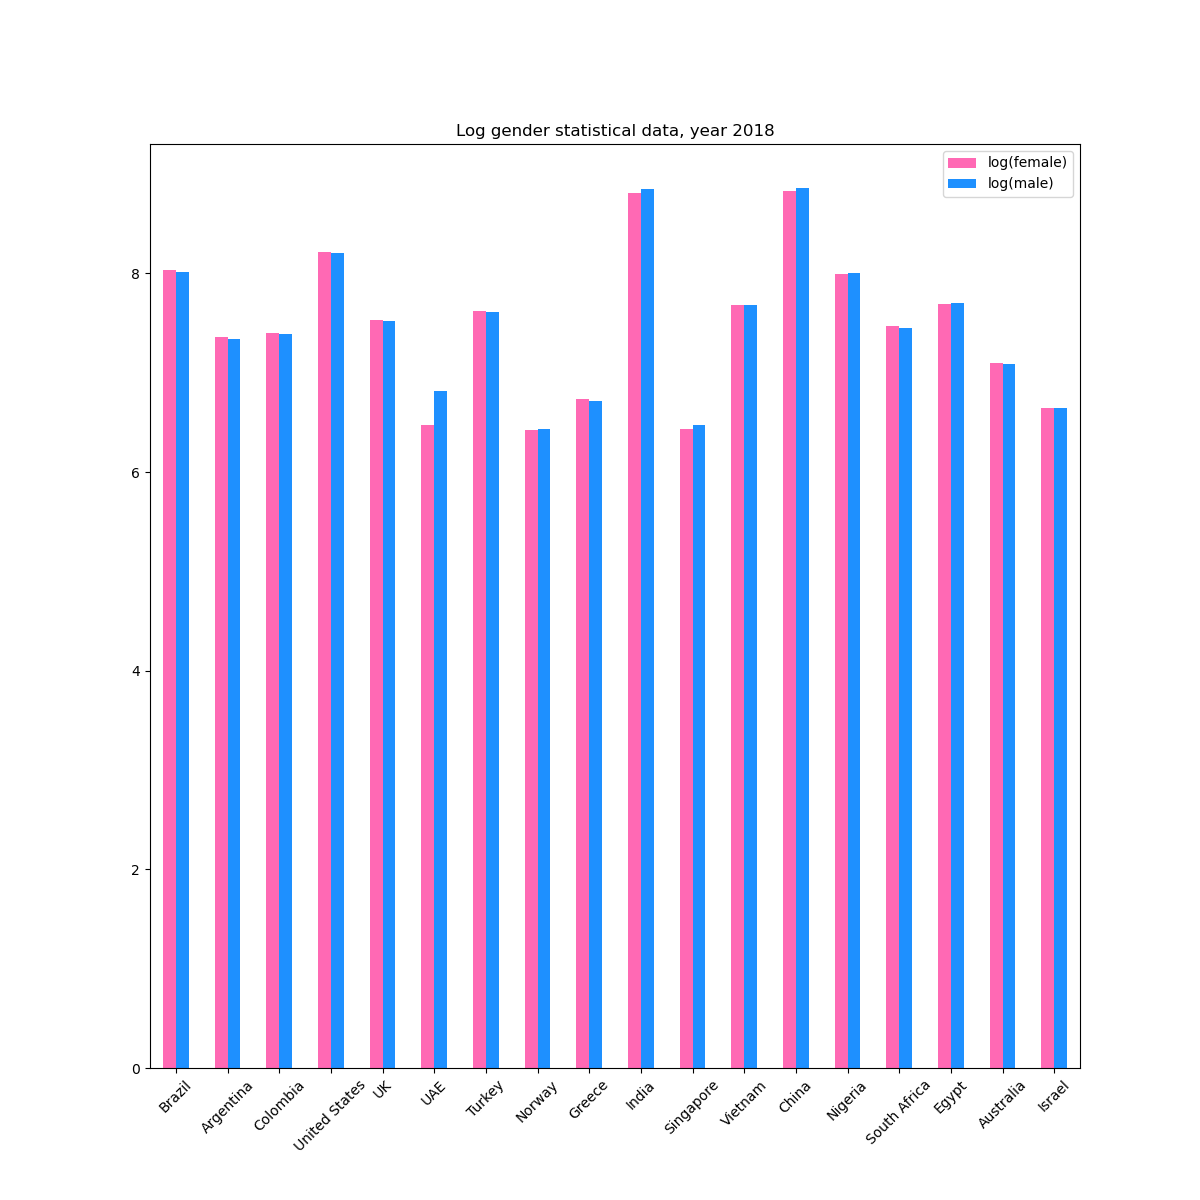 Log gender statistical data, year 2018
log(female)
log(male)
8
6
4
2
0
Brazil
Argentina
Colombia
United States
UK
UAE
Turkey
Norway
Greece
India
Singapore
Vietnam
China
Nigeria
South Africa
Egypt
Australia
Israel